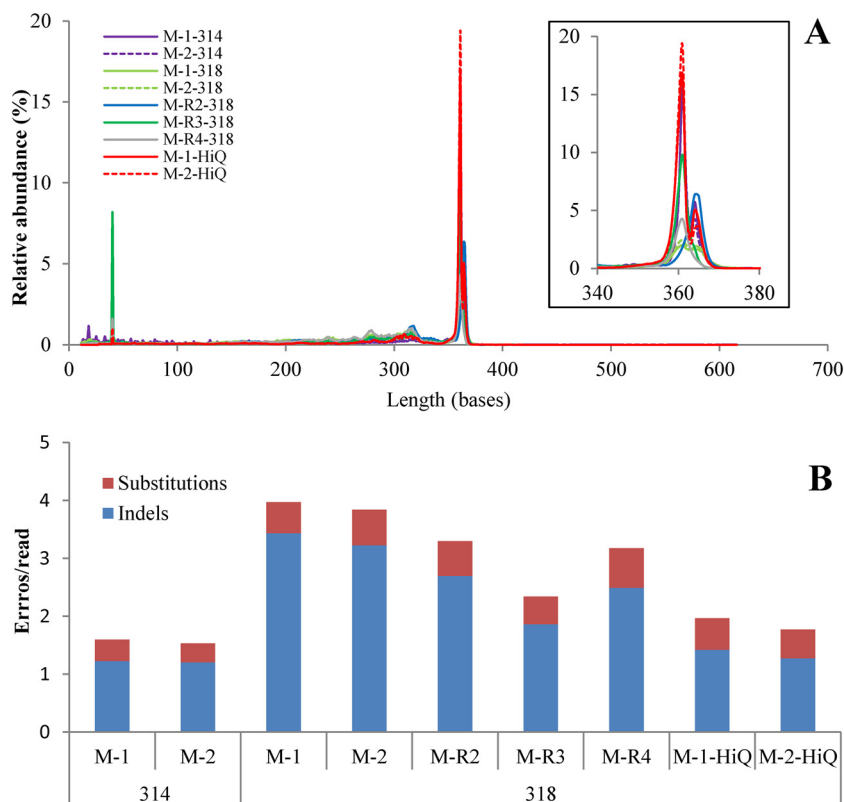 A
Relative abundance (%)
20
15
10
5
0
0 100 200 300 400 500 600 700
Length (bases)
M-1-314
M-2-314
M-1-318
M-2-318
M-R2-318
M-R3-318
M-R4-318
M-1-HiQ
M-2-HiQ
20
15
10
5
0
340 360 380
B
Errros/read
5
4
3
2
1
0
Substitutions
Indels
M-1 M-2 M-1 M-2 M-R2 M-R3 M-R4 M-1-HiQ M-2-HiQ
314 318